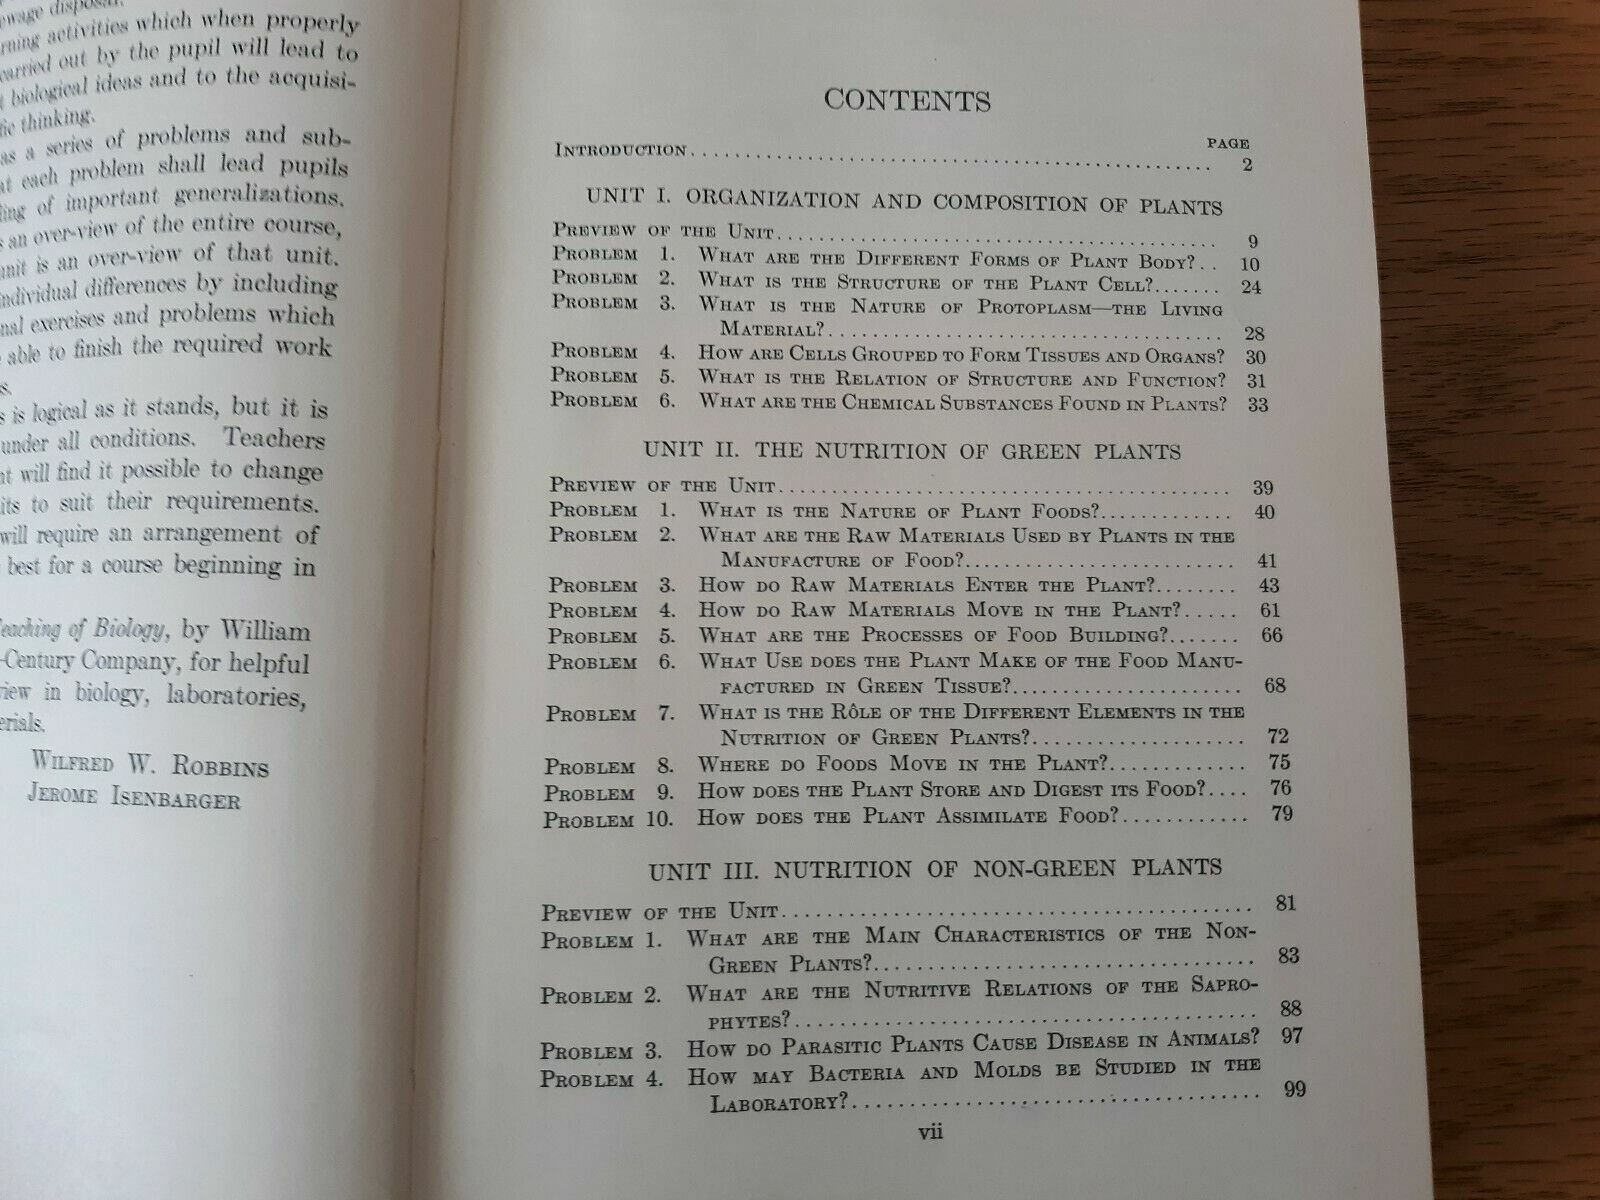 sewage disposal.
activities which when properly
carried out by the pupil will lead to
biological ideas and to the acquisi-
thinking.
as a series of problems and sub-
each problem shall lead pupils
of important generalizations.
an over-view of the entire course,
unit is an over-view of that unit.
individual differences by including
exercises and problems which
able to finish the required work
is logical as it stands, but it is
under all conditions. Teachers
will find it possible to change
to suit their requirements.
will require an arrangement of
best for a course beginning in
Teaching of Biology, by William
-Century Company, for helpful
in biology, laboratories,
WILFRED W. ROBBINS
JEROME ISENBARGER
CONTENTS
PAGE
INTRODUCTION 2
UNIT I. ORGANIZATION AND COMPOSITION OF PLANTS
PREVIEW OF THE UNIT 9
PROBLEM 1. WHAT ARE THE DIFFERENT FORMS OF PLANT BODY? 10
PROBLEM 2. WHAT IS THE STRUCTURE OF THE PLANT CELL? 24
PROBLEM 3. WHAT IS THE NATURE OF PROTOPLASM—THE LIVING
MATERIAL? 28
PROBLEM 4. HOW ARE CELLS GROUPED TO FORM TISSUES AND ORGANS? 30
PROBLEM 5. WHAT IS THE RELATION OF STRUCTURE AND FUNCTION? 31
PROBLEM 6. WHAT ARE THE CHEMICAL SUBSTANCES FOUND IN PLANTS? 33
UNIT II. THE NUTRITION OF GREEN PLANTS
PREVIEW OF THE UNIT 39
PROBLEM 1. WHAT IS THE NATURE OF PLANT FOODS? 40
PROBLEM 2. WHAT ARE THE RAW MATERIALS USED BY PLANTS IN THE
MANUFACTURE OF FOOD? 41
PROBLEM 3. HOW DO RAW MATERIALS ENTER THE PLANT? 43
PROBLEM 4. HOW DO RAW MATERIALS MOVE IN THE PLANT? 61
PROBLEM 5. WHAT ARE THE PROCESSES OF FOOD BUILDING? 66
PROBLEM 6. WHAT USE DOES THE PLANT MAKE OF THE FOOD MANU-
FACTURED IN GREEN TISSUE? 68
PROBLEM 7. WHAT IS THE RÔLE OF THE DIFFERENT ELEMENTS IN THE
NUTRITION OF GREEN PLANTS? 72
PROBLEM 8. WHERE DO FOODS MOVE IN THE PLANT? 75
PROBLEM 9. HOW DOES THE PLANT STORE AND DIGEST ITS FOOD? 76
PROBLEM 10. HOW DOES THE PLANT ASSIMILATE FOOD? 79
UNIT III. NUTRITION OF NON-GREEN PLANTS
PREVIEW OF THE UNIT 81
PROBLEM 1. WHAT ARE THE MAIN CHARACTERISTICS OF THE NON-
GREEN PLANTS? 83
PROBLEM 2. WHAT ARE THE NUTRITIVE RELATIONS OF THE SAPRO-
PHYTES? 88
PROBLEM 3. HOW DO PARASITIC PLANTS CAUSE DISEASE IN ANIMALS? 97
PROBLEM 4. HOW MAY BACTERIA AND MOLDS BE STUDIED IN THE
LABORATORY? 99
vii